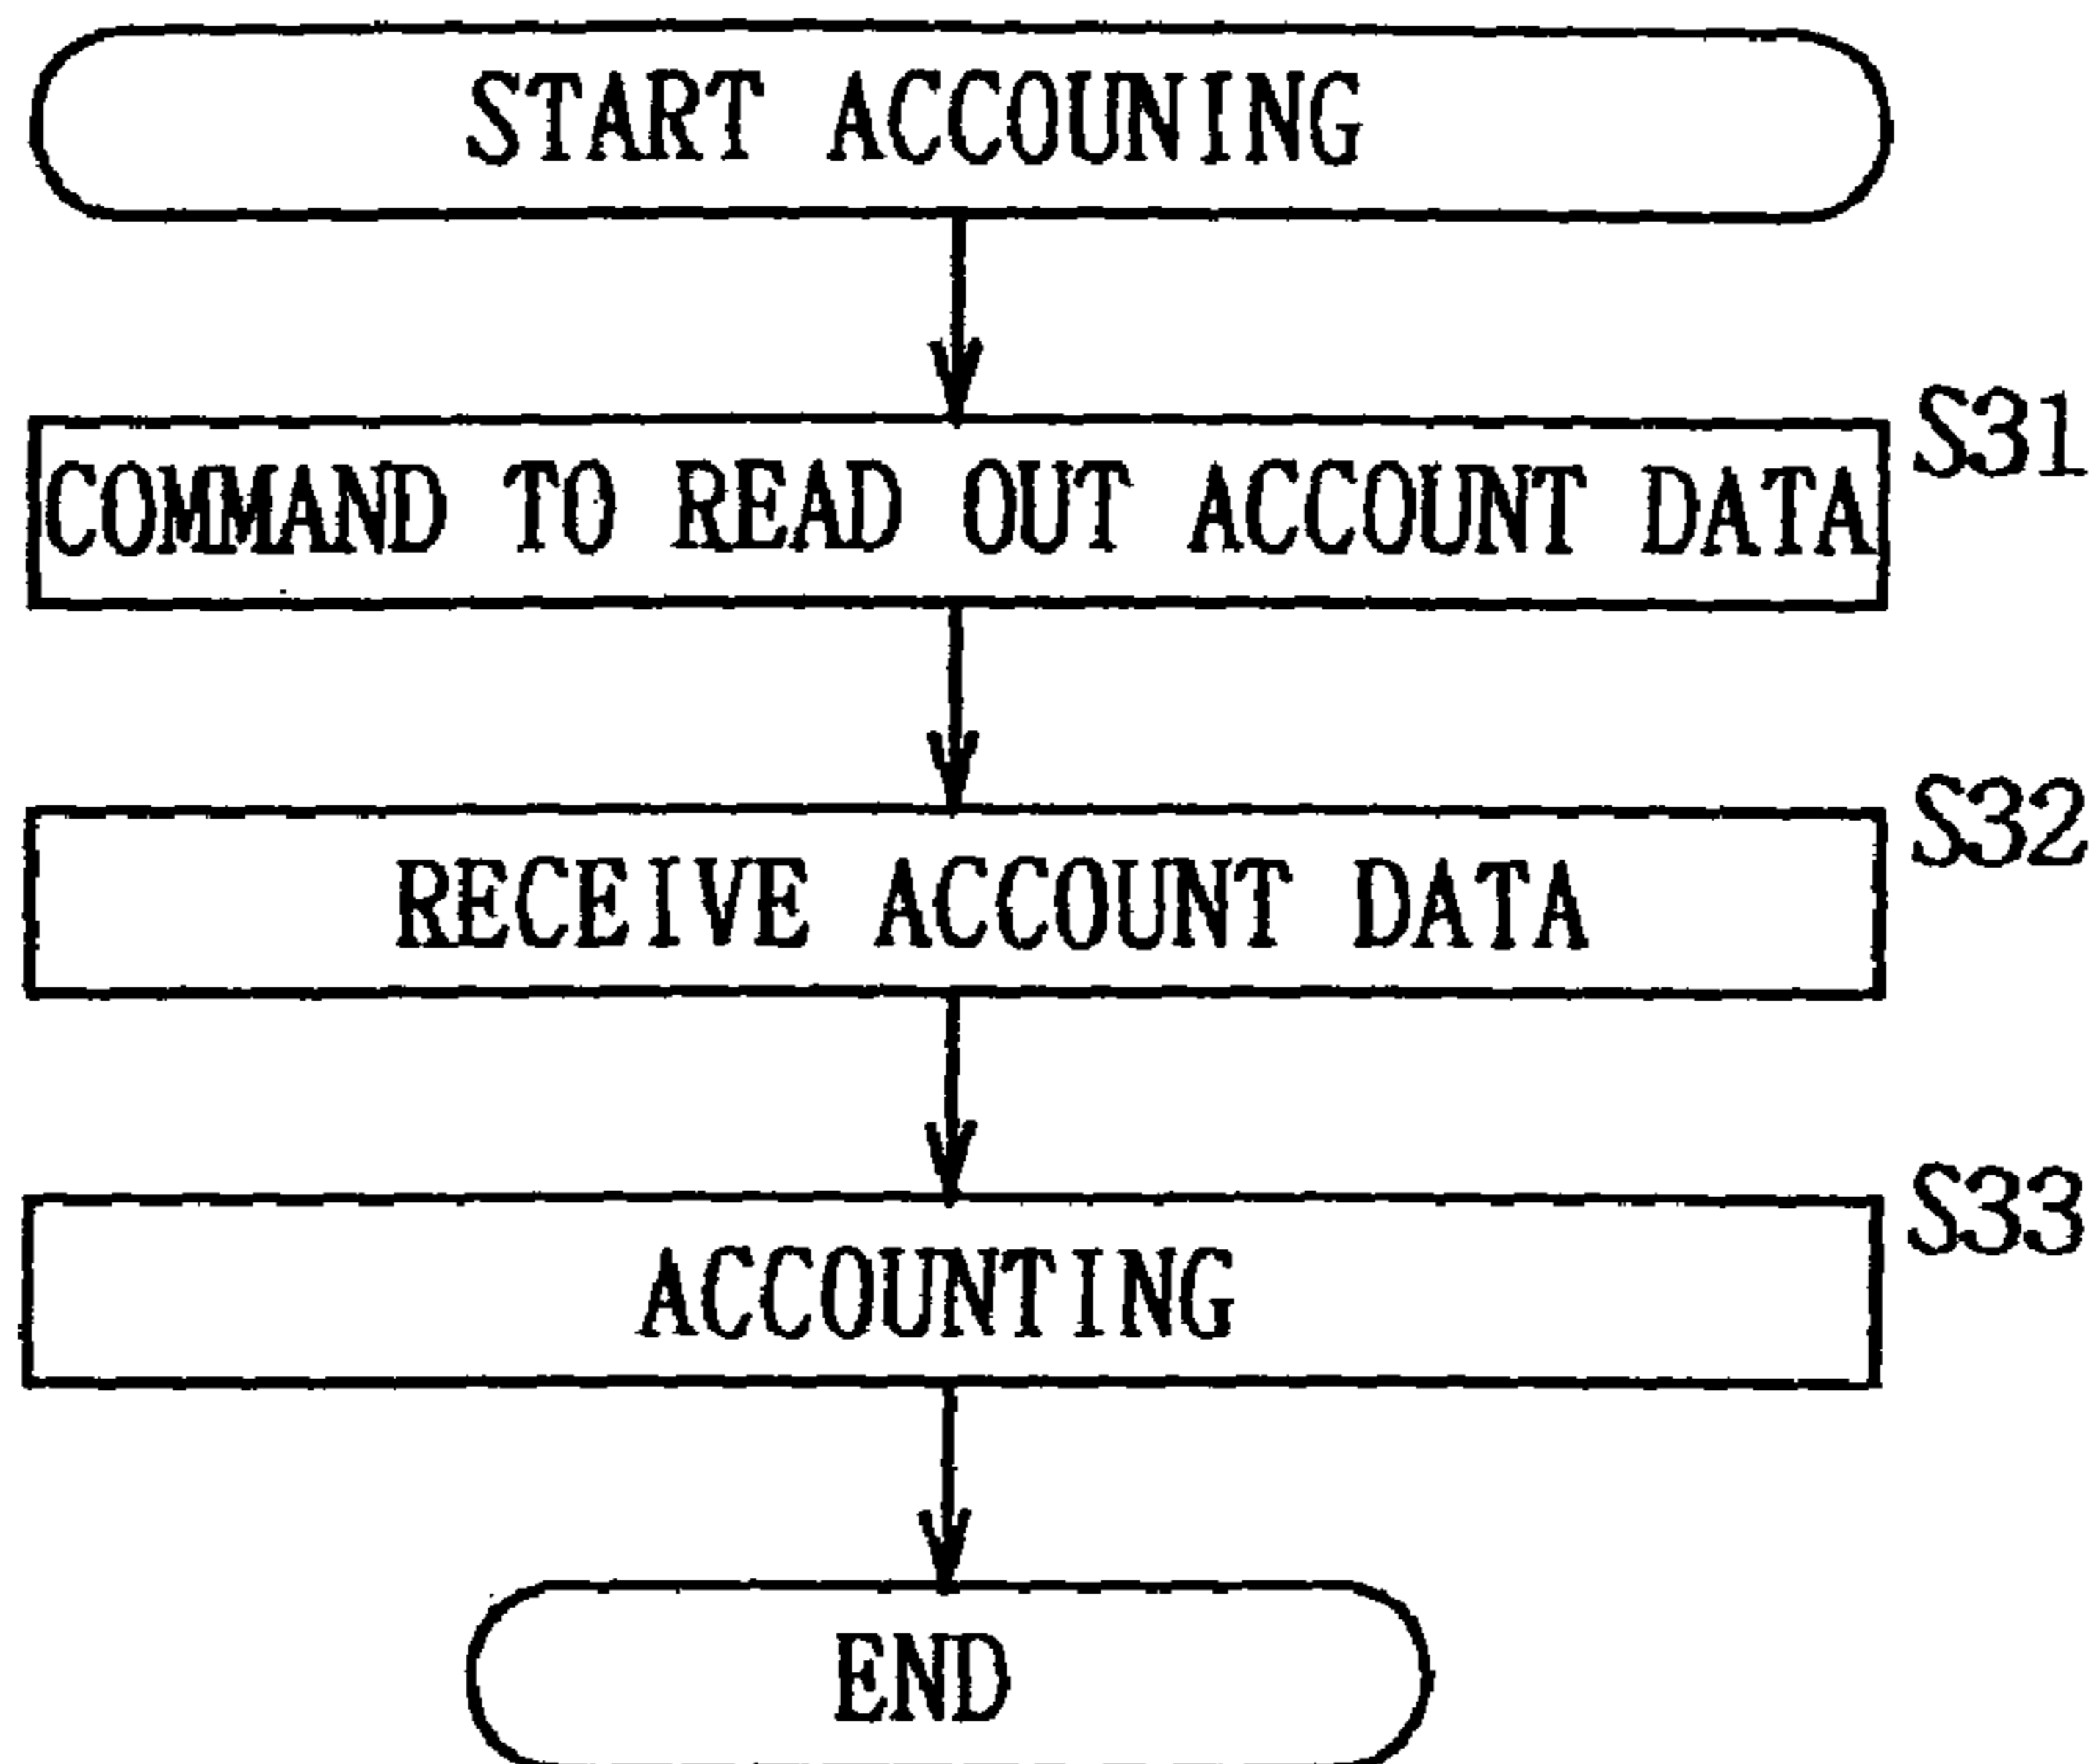 START ACCOUNING
S31
COMMAND TO READ OUT ACCOUNT DATA
S32
RECEIVE ACCOUNT DATA
S33
ACCOUNTING
END